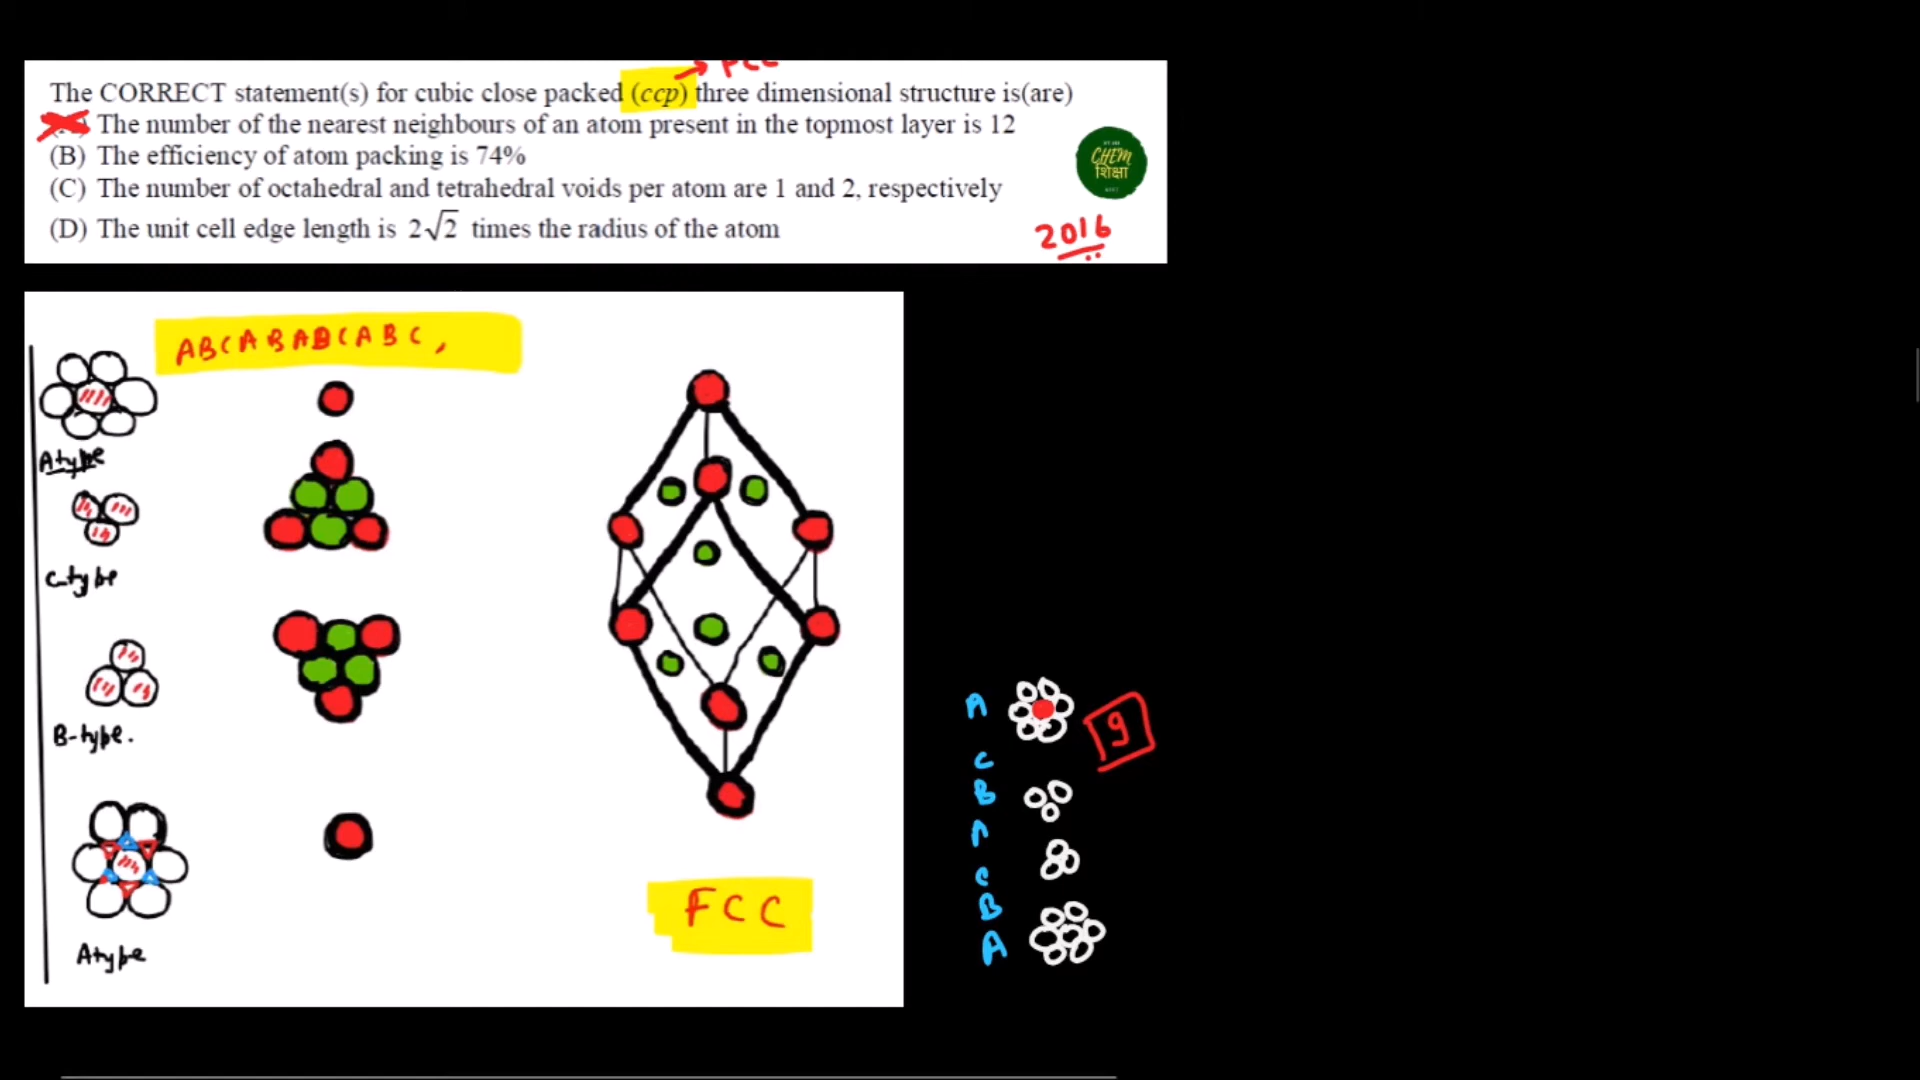 → FCC
The CORRECT statement(s) for cubic close packed (ccp) three dimensional structure is(are)
The number of the nearest neighbours of an atom present in the topmost layer is 12
(B) The efficiency of atom packing is 74%
(C) The number of octahedral and tetrahedral voids per atom are 1 and 2, respectively
(D) The unit cell edge length is 2√2 times the radius of the atom
CHEM
शिक्षा
2016
ABCABABCABC,
A type
C-type
B-type.
A type
FCC
A
9
C
B
A
C
B
A